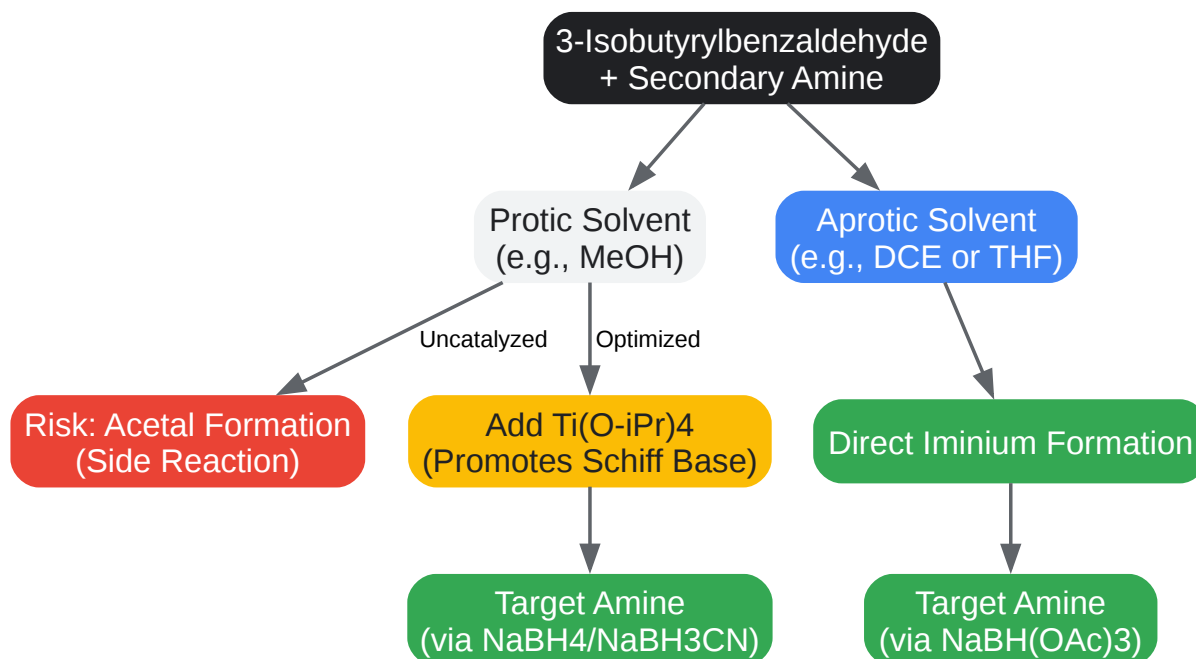 3-Isobutyrylbenzaldehyde
+ Secondary Amine
Protic Solvent
(e.g., MeOH)
Aprotic Solvent
(e.g., DCE or THF)
Uncatalyzed
Optimized
Risk: Acetal Formation
(Side Reaction)
Add Ti(O-iPr)4
(Promotes Schiff Base)
Direct Iminium Formation
Target Amine
(via NaBH4/NaBH3CN)
Target Amine
(via NaBH(OAc)3)